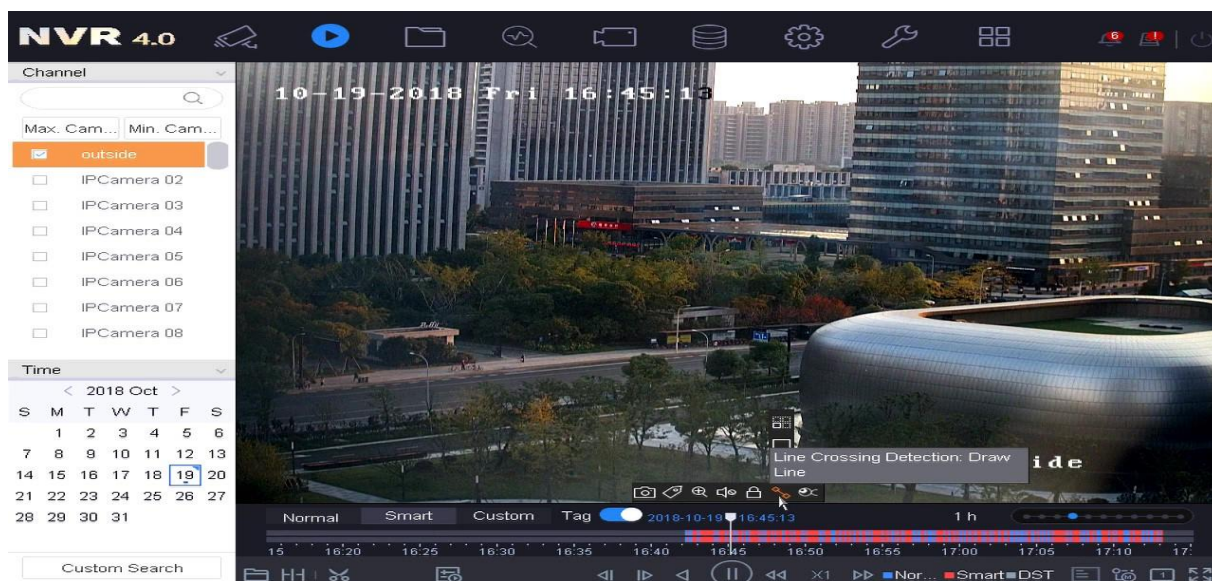 NVR 4.0
6
Channel
Max. Cam... Min. Cam...
outside
IPCamera 02
IPCamera 03
IPCamera 04
IPCamera 05
IPCamera 06
IPCamera 07
IPCamera 08
Time
< 2018 Oct >
S M T W T F S
1 2 3 4 5 6
7 8 9 10 11 12 13
14 15 16 17 18 19 20
21 22 23 24 25 26 27
28 29 30 31
Custom Search
10-19-2018 Fri 16:45:13
Line Crossing Detection: Draw
Line
ide
Normal Smart Custom Tag 2018-10-19 16:45:13 1 h
15 16:20 16:25 16:30 16:35 16:40 16:45 16:50 16:55 17:00 17:05 17:10 17:
X1 Nor... Smart DST 1